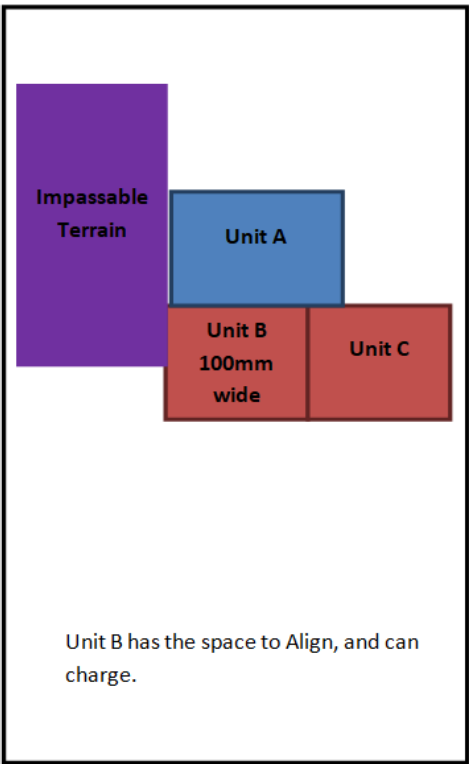 Impassable
Terrain
Unit A
Unit B
100mm
wide
Unit C
Unit B has the space to Align, and can
charge.